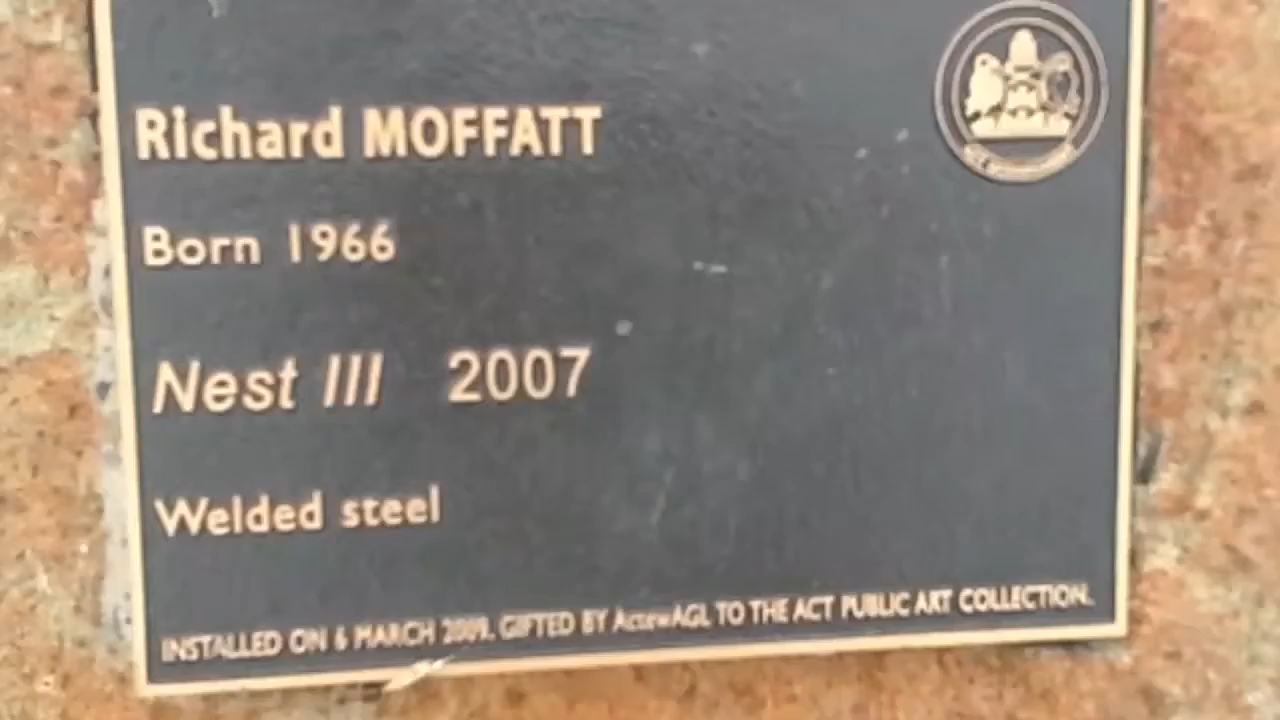 Richard MOFFATT
Born 1966
Nest III 2007
Welded steel
INSTALLED ON 6 MARCH 2009. GIFTED BY ActewAGL TO THE ACT PUBLIC ART COLLECTION.